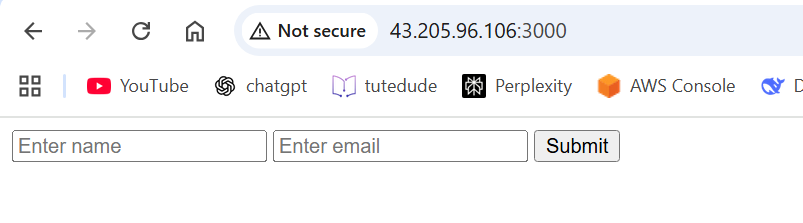 Not secure 43.205.96.106:3000
YouTube chatgpt tutedude Perplexity AWS Console D
Enter name Enter email Submit